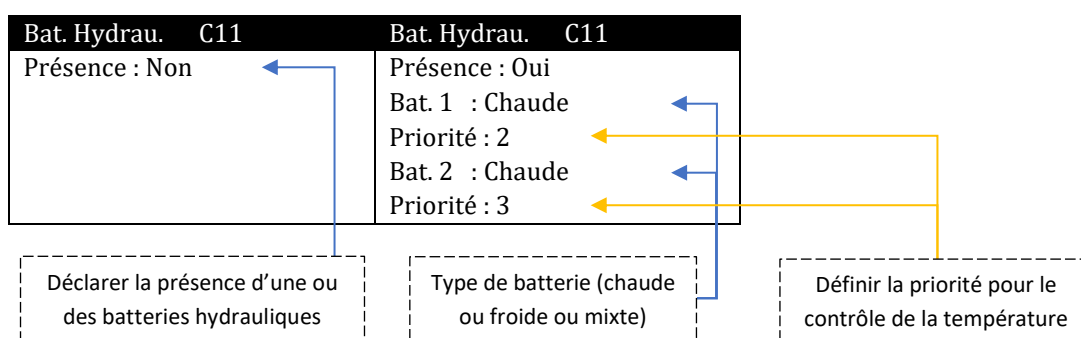 Bat. Hydrau. C11
Présence : Non
Bat. Hydrau. C11
Présence : Oui
Bat. 1 : Chaude
Priorité : 2
Bat. 2 : Chaude
Priorité : 3
Déclarer la présence d’une ou
des batteries hydrauliques
Type de batterie (chaude
ou froide ou mixte)
Définir la priorité pour le
contrôle de la température